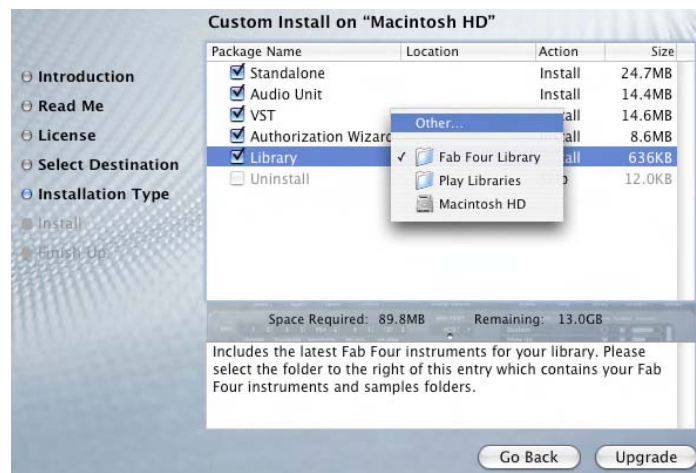 Custom Install on “Macintosh HD”
Introduction
Read Me
License
Select Destination
Installation Type
Install
Finish Up
Package Name Location Action Size
Standalone Install 24.7MB
Audio Unit Install 14.4MB
VST all 14.6MB
Authorization Wizard all 8.6MB
Library all 636KB
Uninstall 12.0KB
Other...
✓ Fab Four Library
Play Libraries
Macintosh HD
Space Required: 89.8MB Remaining: 13.0GB
Includes the latest Fab Four instruments for your library. Please
select the folder to the right of this entry which contains your Fab
Four instruments and samples folders.
Go Back Upgrade